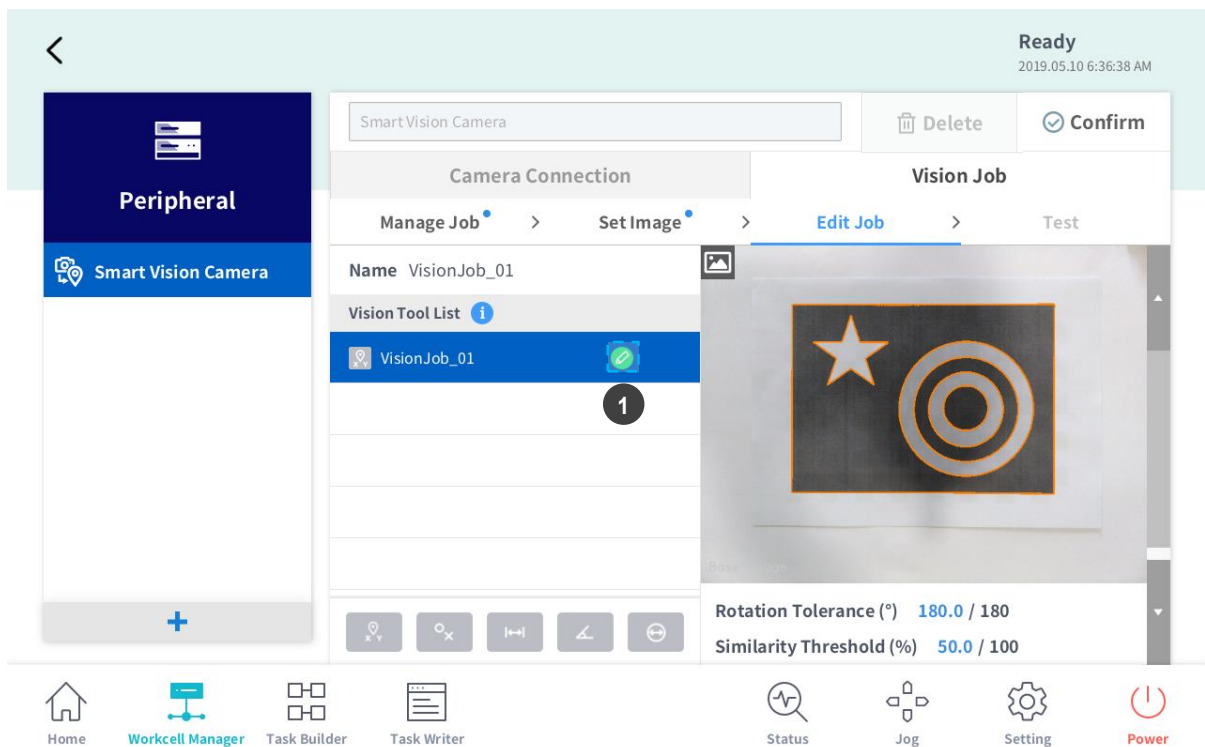 Ready
2019.05.10 6:36:38 AM
Smart Vision Camera
Delete
Confirm
Peripheral
Camera Connection
Vision Job
Manage Job > Set Image > Edit Job > Test
Smart Vision Camera
Name VisionJob_01
Vision Tool List i
VisionJob_01
1
Base Image
Rotation Tolerance (°) 180.0 / 180
Similarity Threshold (%) 50.0 / 100
+
Home
Workcell Manager
Task Builder
Task Writer
Status
Jog
Setting
Power